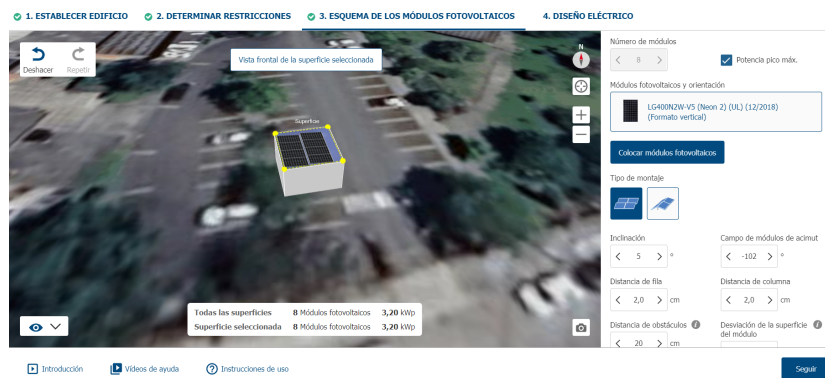 1. ESTABLECER EDIFICIO
2. DETERMINAR RESTRICCIONES
3. ESQUEMA DE LOS MÓDULOS FOTOVOLTAICOS
4. DISEÑO ELÉCTRICO
Deshacer
Repetir
Vista frontal de la superficie seleccionada
N
Superficie
Todas las superficies 8 Módulos fotovoltaicos 3,20 kWp
Superficie seleccionada 8 Módulos fotovoltaicos 3,20 kWp
Número de módulos
8
Potencia pico máx.
Módulos fotovoltaicos y orientación
LG400N2W-V5 (Neon 2) (UL) (12/2018)
(Formato vertical)
Colocar módulos fotovoltaicos
Tipo de montaje
Inclinación
Campo de módulos de acimut
5 °
-102 °
Distancia de fila
Distancia de columna
2,0 cm
2,0 cm
Distancia de obstáculos
Desviación de la superficie
del módulo
20 cm
Introducción
Vídeos de ayuda
Instrucciones de uso
Seguir